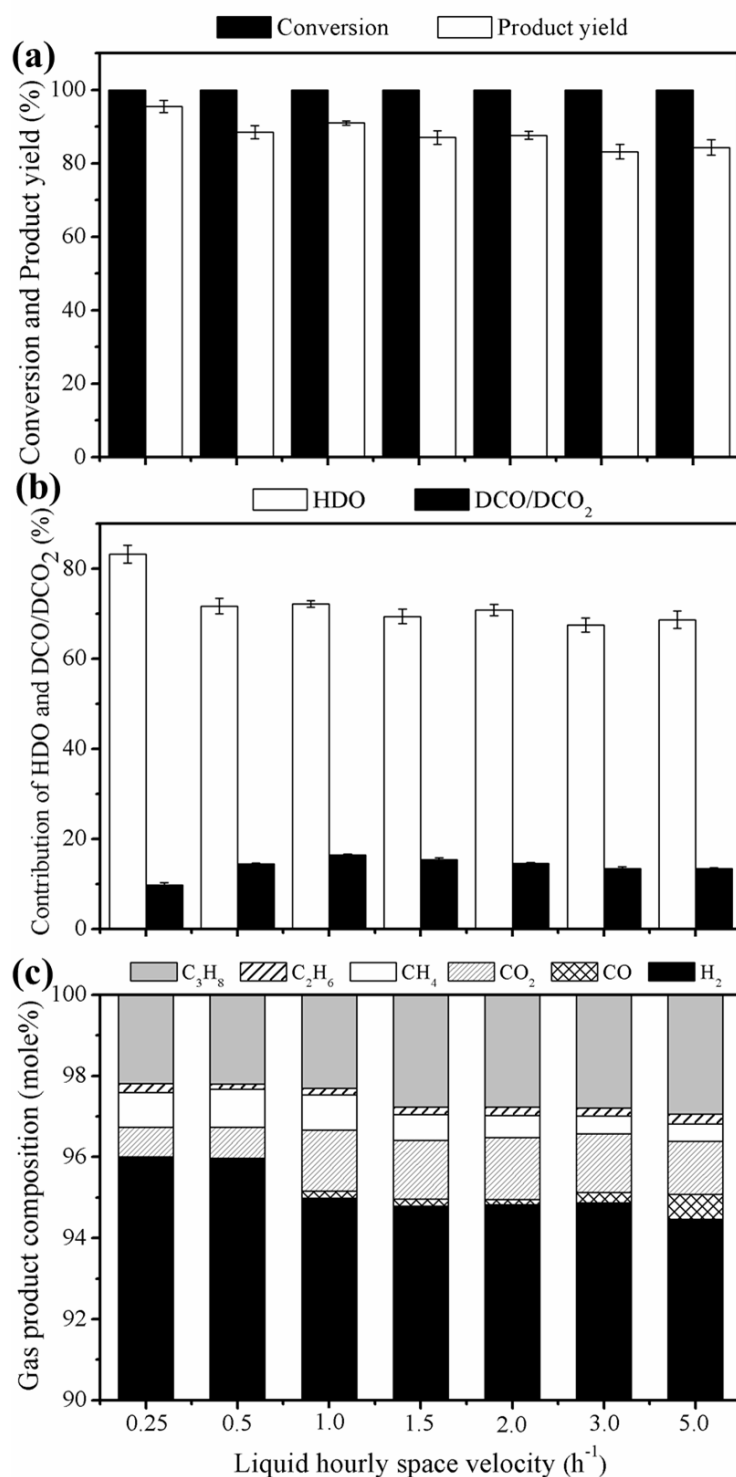 Conversion Product yield
(a)
Conversion and Product yield (%)
100
80
60
40
20
0
(b)
HDO DCO/DCO₂
Contribution of HDO and DCO/DCO₂ (%)
80
60
40
20
0
(c)
C₃H₈ C₂H₆ CH₄ CO₂ CO H₂
Gas product composition (mole%)
100
98
96
94
92
90
0.25 0.5 1.0 1.5 2.0 3.0 5.0
Liquid hourly space velocity (h⁻¹)